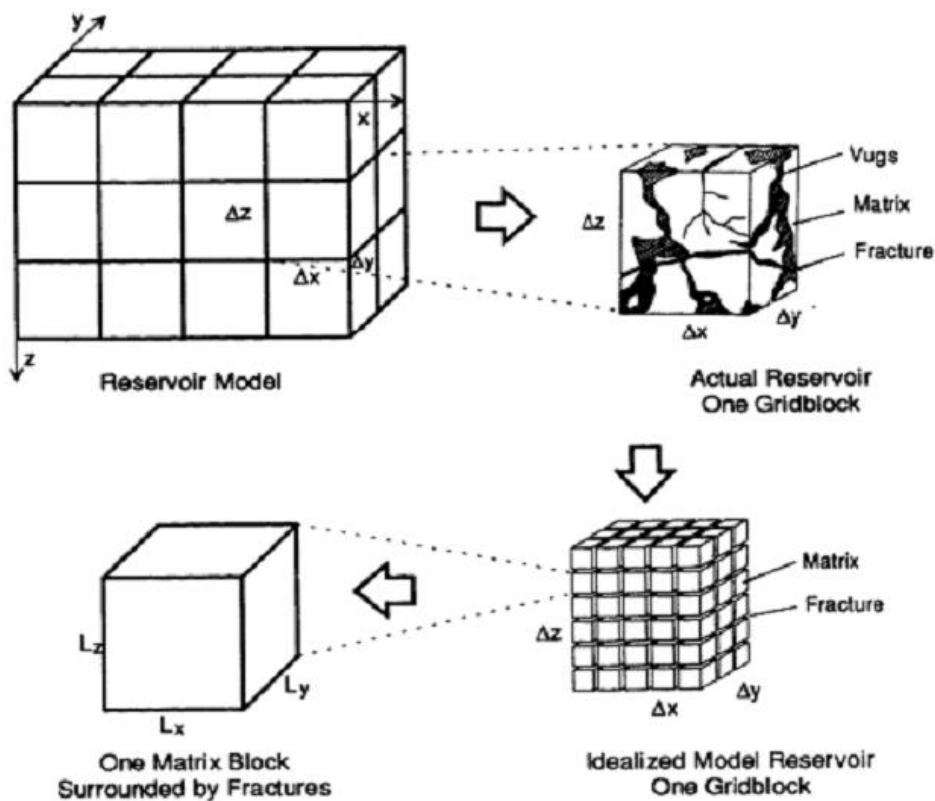 y
x
Δz
Δx
Δy
z
Reservoir Model
Vugs
Matrix
Fracture
Δz
Δx
Δy
Actual Reservoir
One Gridblock
Matrix
Fracture
Δz
Δy
Δx
Idealized Model Reservoir
One Gridblock
Lz
Ly
Lx
One Matrix Block
Surrounded by Fractures